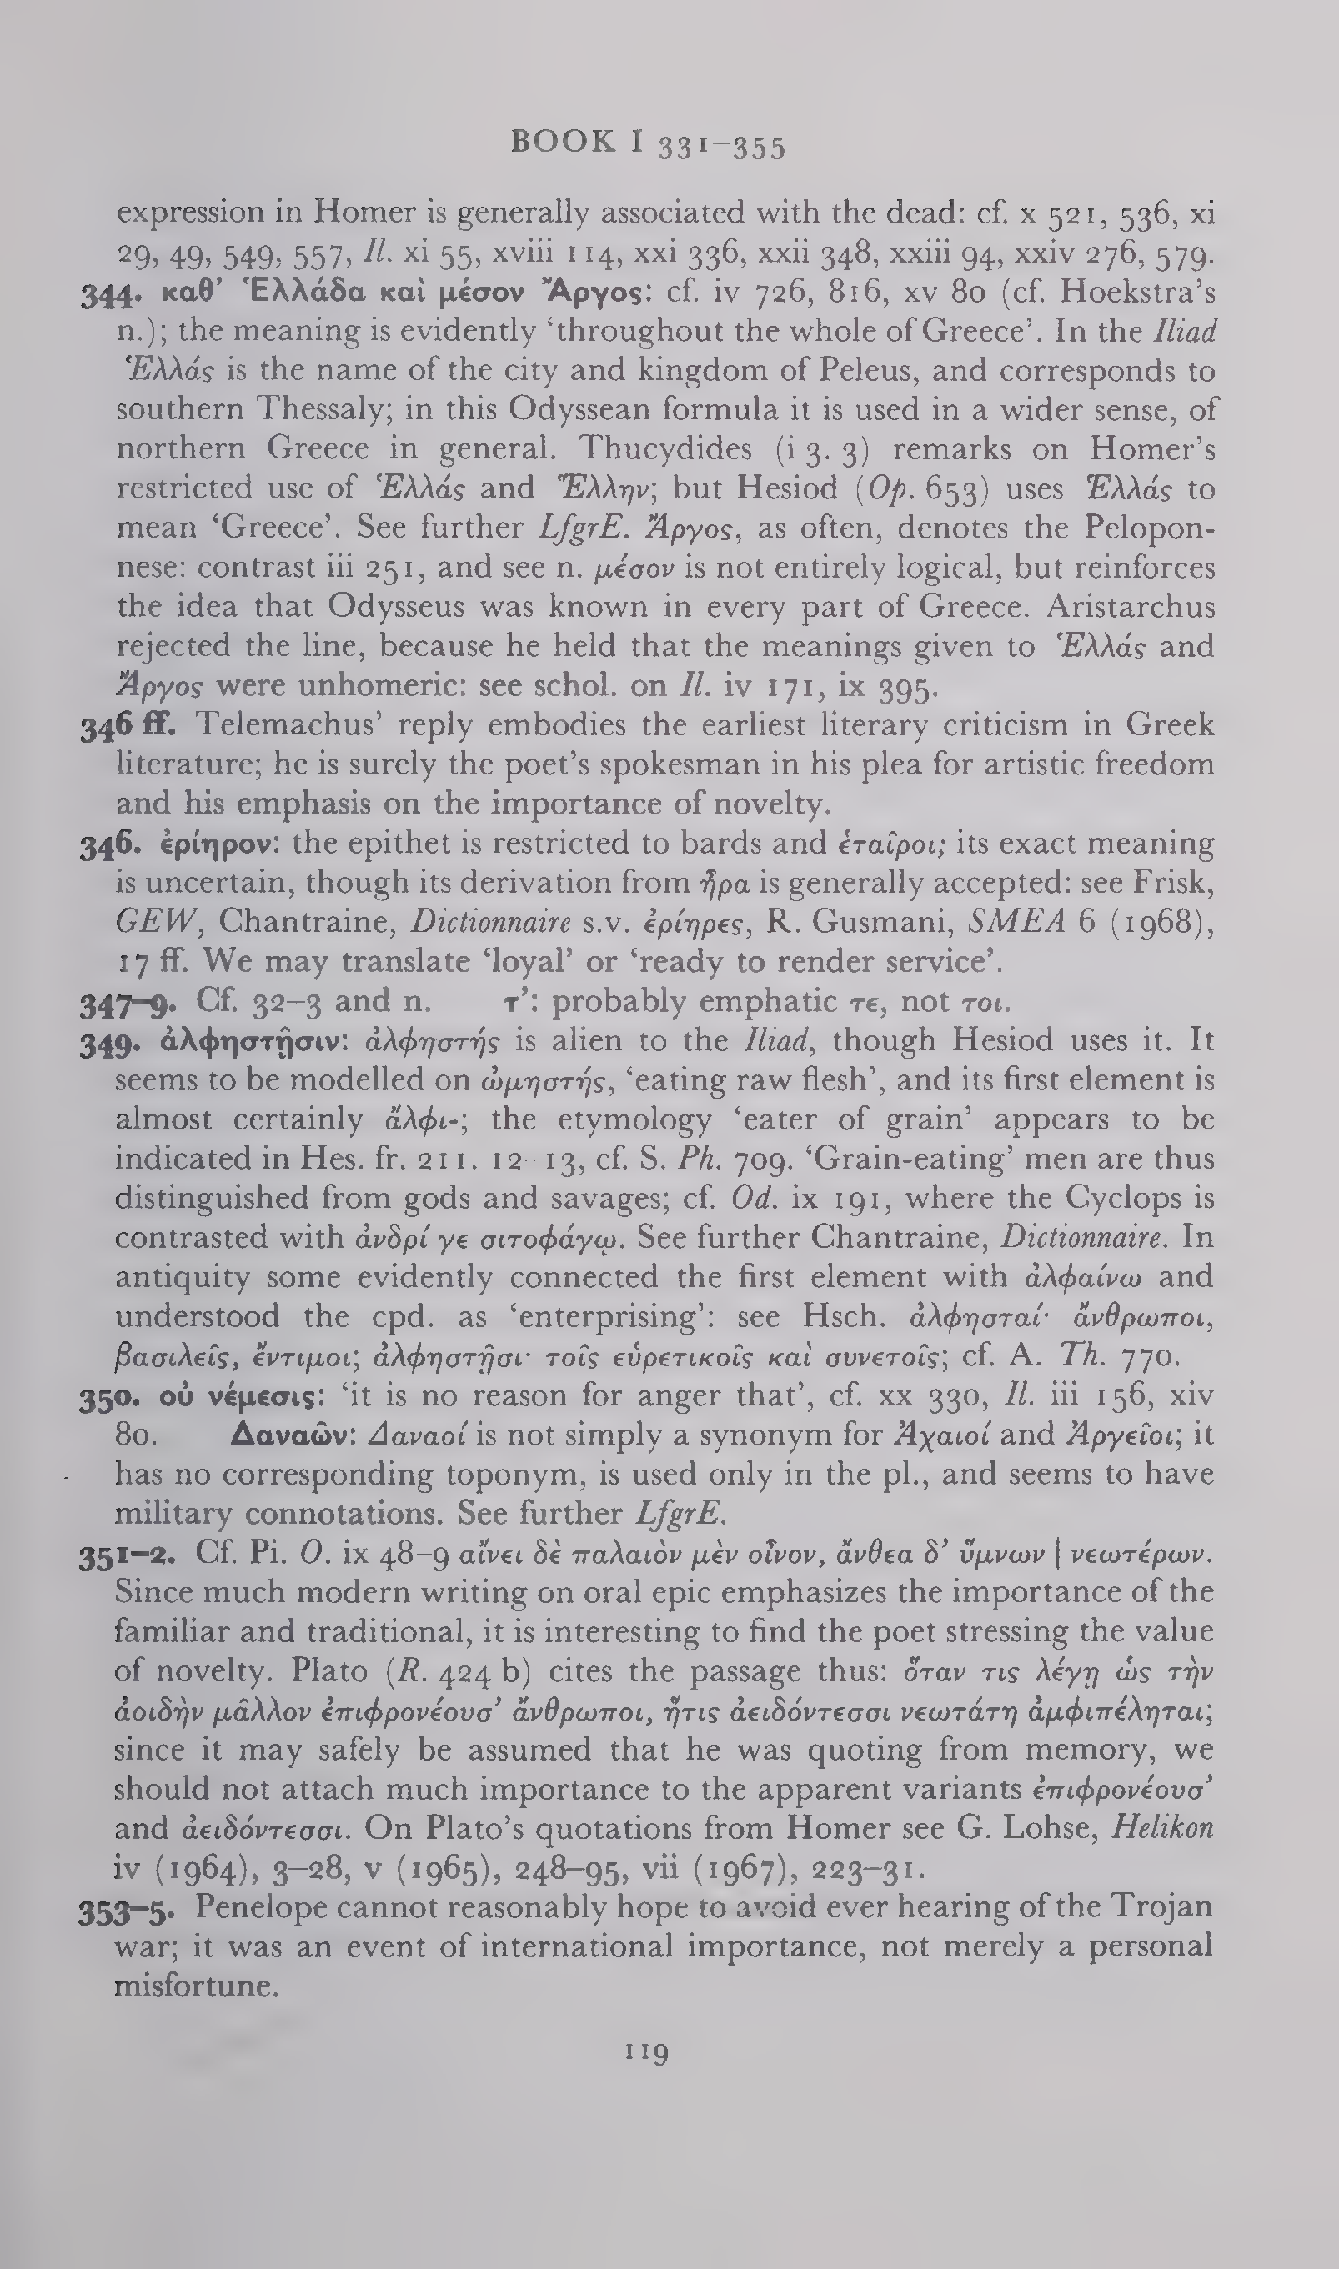 BOOK I 331–355
expression in Homer is generally associated with the dead: cf. x 521, 536, xi
29, 49, 549, 557, Il. xi 55, xviii 114, xxi 336, xxii 348, xxiii 94, xxiv 276, 579.
344. καθ’ Ἑλλάδα καὶ μέσον Ἄργος: cf. iv 726, 816, xv 80 (cf. Hoekstra’s
n.); the meaning is evidently ‘throughout the whole of Greece’. In the Iliad
Ἑλλάς is the name of the city and kingdom of Peleus, and corresponds to
southern Thessaly; in this Odyssean formula it is used in a wider sense, of
northern Greece in general. Thucydides (i 3. 3) remarks on Homer’s
restricted use of Ἑλλάς and Ἕλλην; but Hesiod (Op. 653) uses Ἑλλάς to
mean ‘Greece’. See further LfgrE. Ἄργος, as often, denotes the Pelopon-
nese: contrast iii 251, and see n. μέσον is not entirely logical, but reinforces
the idea that Odysseus was known in every part of Greece. Aristarchus
rejected the line, because he held that the meanings given to Ἑλλάς and
Ἄργος were unhomeric: see schol. on Il. iv 171, ix 395.
346 ff. Telemachus’ reply embodies the earliest literary criticism in Greek
literature; he is surely the poet’s spokesman in his plea for artistic freedom
and his emphasis on the importance of novelty.
346. ἐρίηρον: the epithet is restricted to bards and ἑταῖροι; its exact meaning
is uncertain, though its derivation from ἦρα is generally accepted: see Frisk,
GEW, Chantraine, Dictionnaire s.v. ἐρίηρες, R. Gusmani, SMEA 6 (1968),
17 ff. We may translate ‘loyal’ or ‘ready to render service’.
347–9. Cf. 32–3 and n. τ’: probably emphatic τε, not τοι.
349. ἀλφηστῇσιν: ἀλφηστής is alien to the Iliad, though Hesiod uses it. It
seems to be modelled on ὠμηστής, ‘eating raw flesh’, and its first element is
almost certainly ἄλφι-; the etymology ‘eater of grain’ appears to be
indicated in Hes. fr. 211. 12–13, cf. S. Ph. 709. ‘Grain-eating’ men are thus
distinguished from gods and savages; cf. Od. ix 191, where the Cyclops is
contrasted with ἀνδρί γε σιτοφάγῳ. See further Chantraine, Dictionnaire. In
antiquity some evidently connected the first element with ἀλφαίνω and
understood the cpd. as ‘enterprising’: see Hsch. ἀλφησταί· ἄνθρωποι,
βασιλεῖς, ἔντιμοι; ἀλφηστῇσι· τοῖς εὑρετικοῖς καὶ συνετοῖς; cf. A. Th. 770.
350. οὐ νέμεσις: ‘it is no reason for anger that’, cf. xx 330, Il. iii 156, xiv
80. Δαναῶν: Δαναοί is not simply a synonym for Ἀχαιοί and Ἀργεῖοι; it
has no corresponding toponym, is used only in the pl., and seems to have
military connotations. See further LfgrE.
351–2. Cf. Pi. O. ix 48–9 αἴνει δὲ παλαιὸν μὲν οἶνον, ἄνθεα δ’ ὕμνων | νεωτέρων.
Since much modern writing on oral epic emphasizes the importance of the
familiar and traditional, it is interesting to find the poet stressing the value
of novelty. Plato (R. 424 b) cites the passage thus: ὅταν τις λέγῃ ὡς τὴν
ἀοιδὴν μᾶλλον ἐπιφρονέουσ’ ἄνθρωποι, ἥτις ἀειδόντεσσι νεωτάτη ἀμφιπέληται;
since it may safely be assumed that he was quoting from memory, we
should not attach much importance to the apparent variants ἐπιφρονέουσ’
and ἀειδόντεσσι. On Plato’s quotations from Homer see G. Lohse, Helikon
iv (1964), 3–28, v (1965), 248–95, vii (1967), 223–31.
353–5. Penelope cannot reasonably hope to avoid ever hearing of the Trojan
war; it was an event of international importance, not merely a personal
misfortune.
119